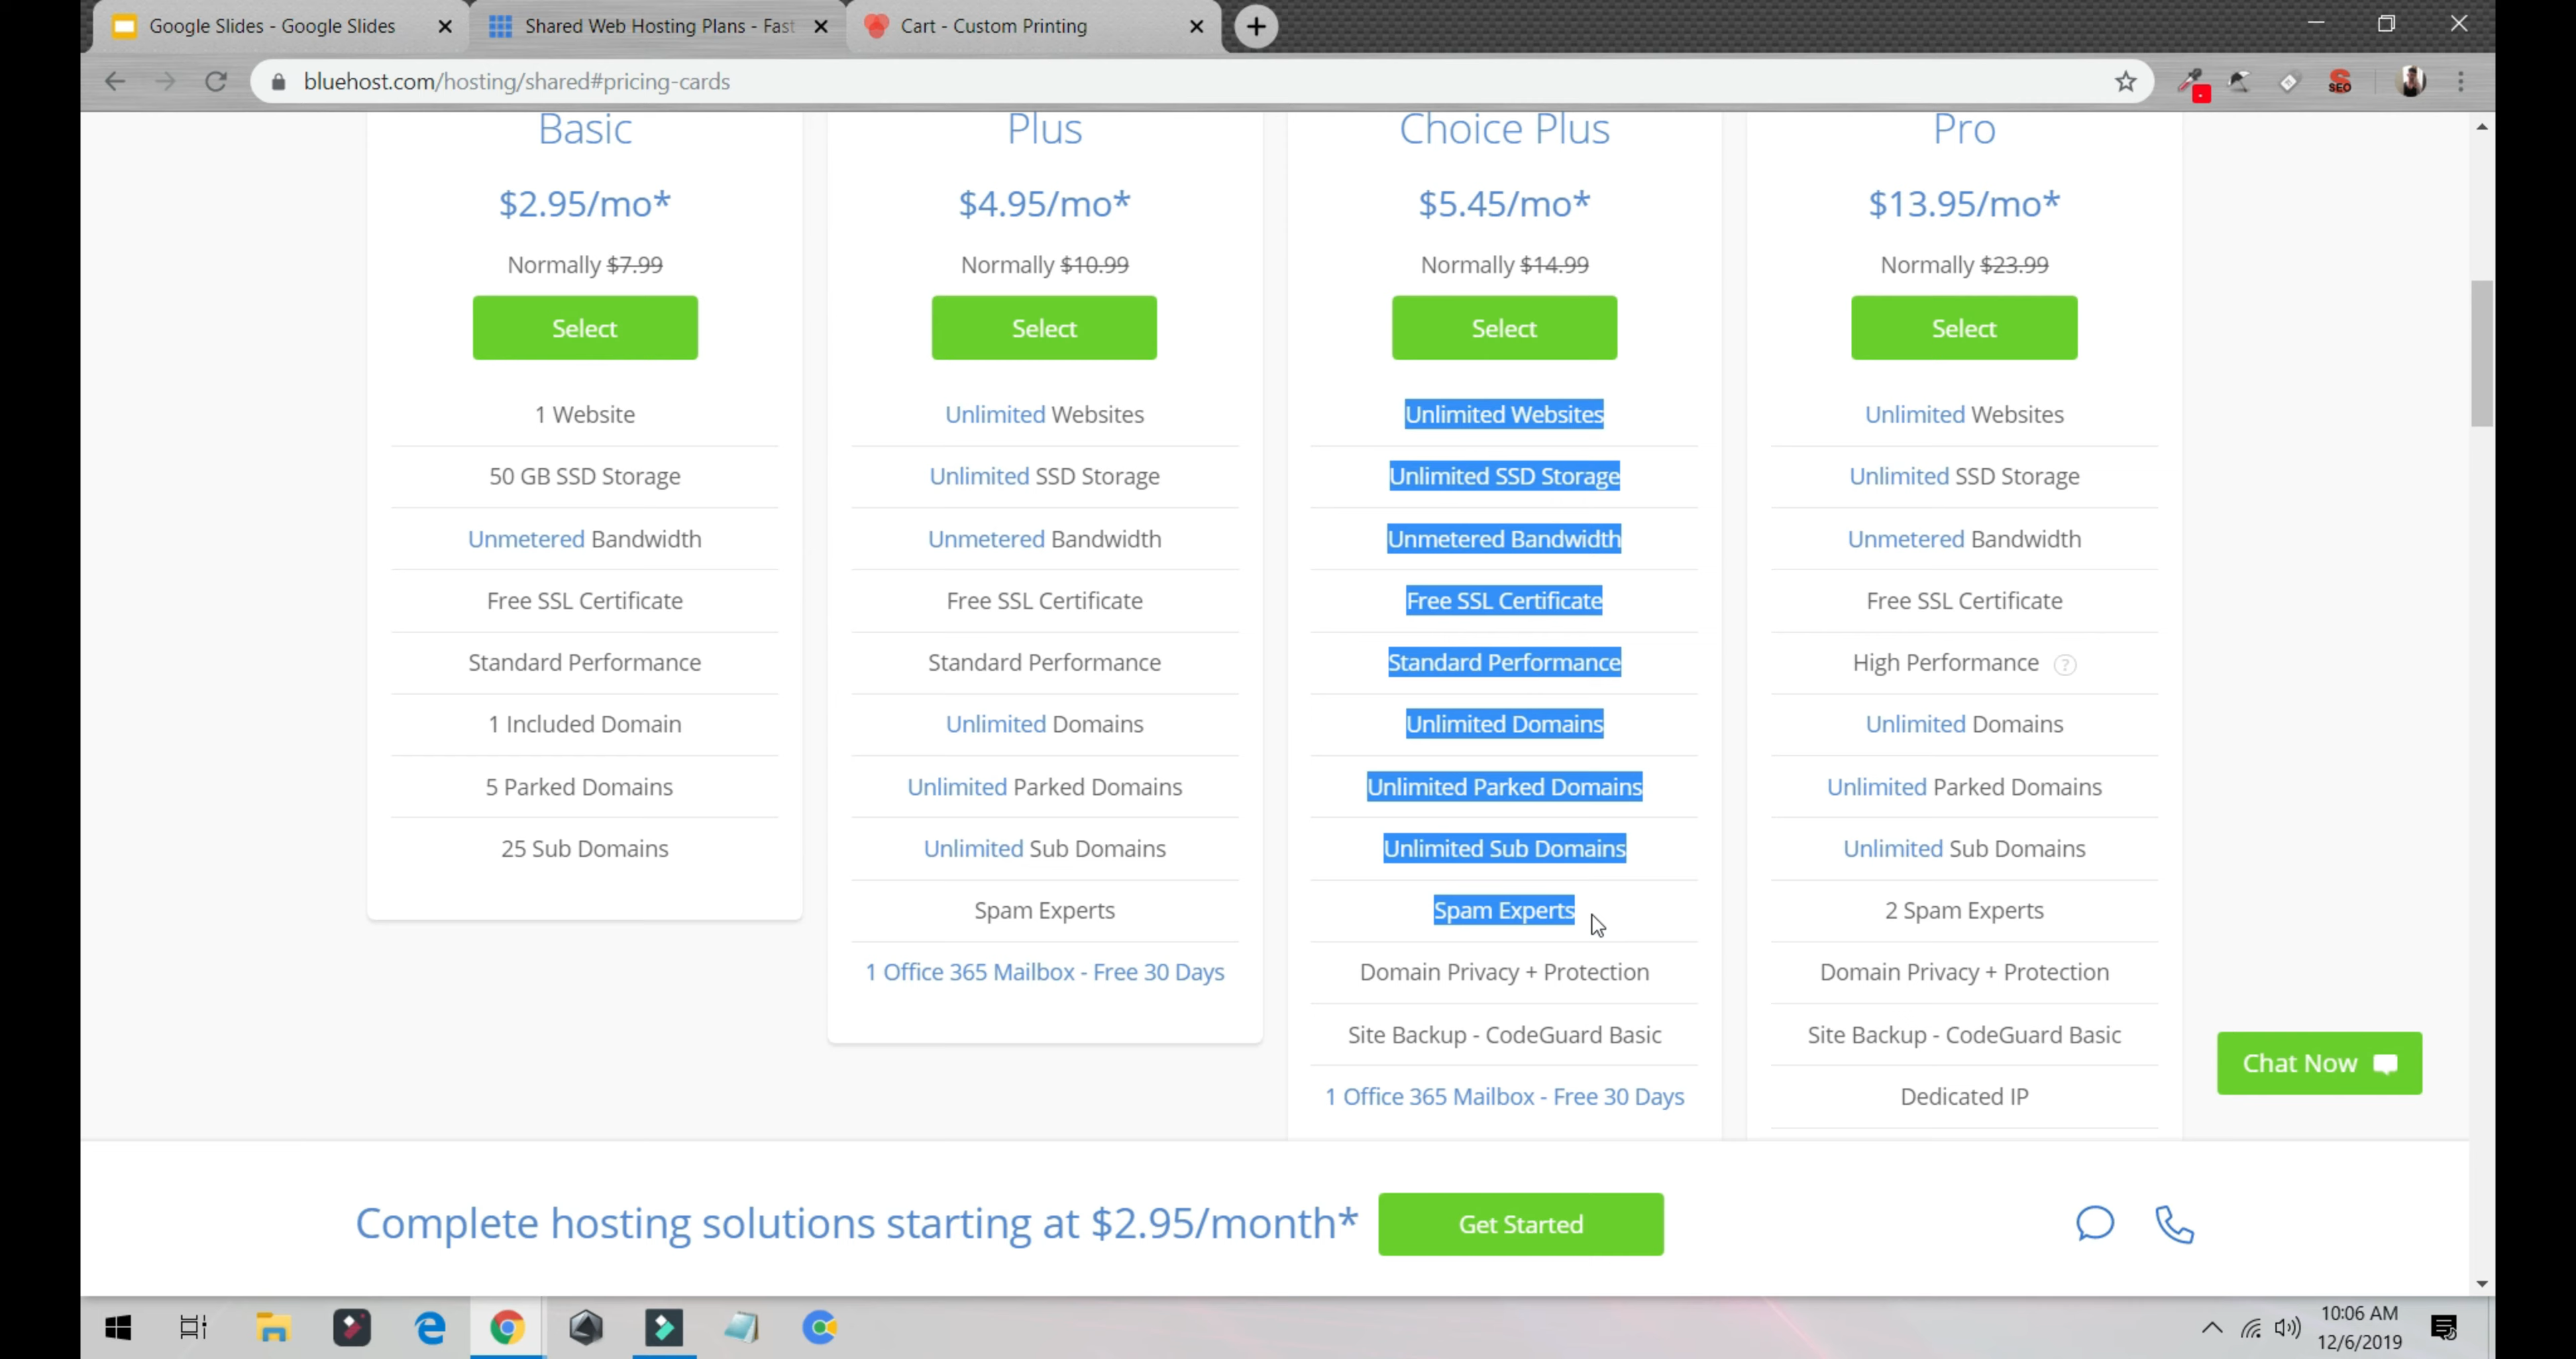 Google Slides - Google Slides
Shared Web Hosting Plans - Fast
Cart - Custom Printing
bluehost.com/hosting/shared#pricing-cards
SEO
Basic
$2.95/mo*
Normally $7.99
Select
1 Website
50 GB SSD Storage
Unmetered Bandwidth
Free SSL Certificate
Standard Performance
1 Included Domain
5 Parked Domains
25 Sub Domains
Plus
$4.95/mo*
Normally $10.99
Select
Unlimited Websites
Unlimited SSD Storage
Unmetered Bandwidth
Free SSL Certificate
Standard Performance
Unlimited Domains
Unlimited Parked Domains
Unlimited Sub Domains
Spam Experts
1 Office 365 Mailbox - Free 30 Days
Choice Plus
$5.45/mo*
Normally $14.99
Select
Unlimited Websites
Unlimited SSD Storage
Unmetered Bandwidth
Free SSL Certificate
Standard Performance
Unlimited Domains
Unlimited Parked Domains
Unlimited Sub Domains
Spam Experts
Domain Privacy + Protection
Site Backup - CodeGuard Basic
1 Office 365 Mailbox - Free 30 Days
Pro
$13.95/mo*
Normally $23.99
Select
Unlimited Websites
Unlimited SSD Storage
Unmetered Bandwidth
Free SSL Certificate
High Performance ?
Unlimited Domains
Unlimited Parked Domains
Unlimited Sub Domains
2 Spam Experts
Domain Privacy + Protection
Site Backup - CodeGuard Basic
Dedicated IP
Chat Now
Complete hosting solutions starting at $2.95/month*
Get Started
10:06 AM
12/6/2019